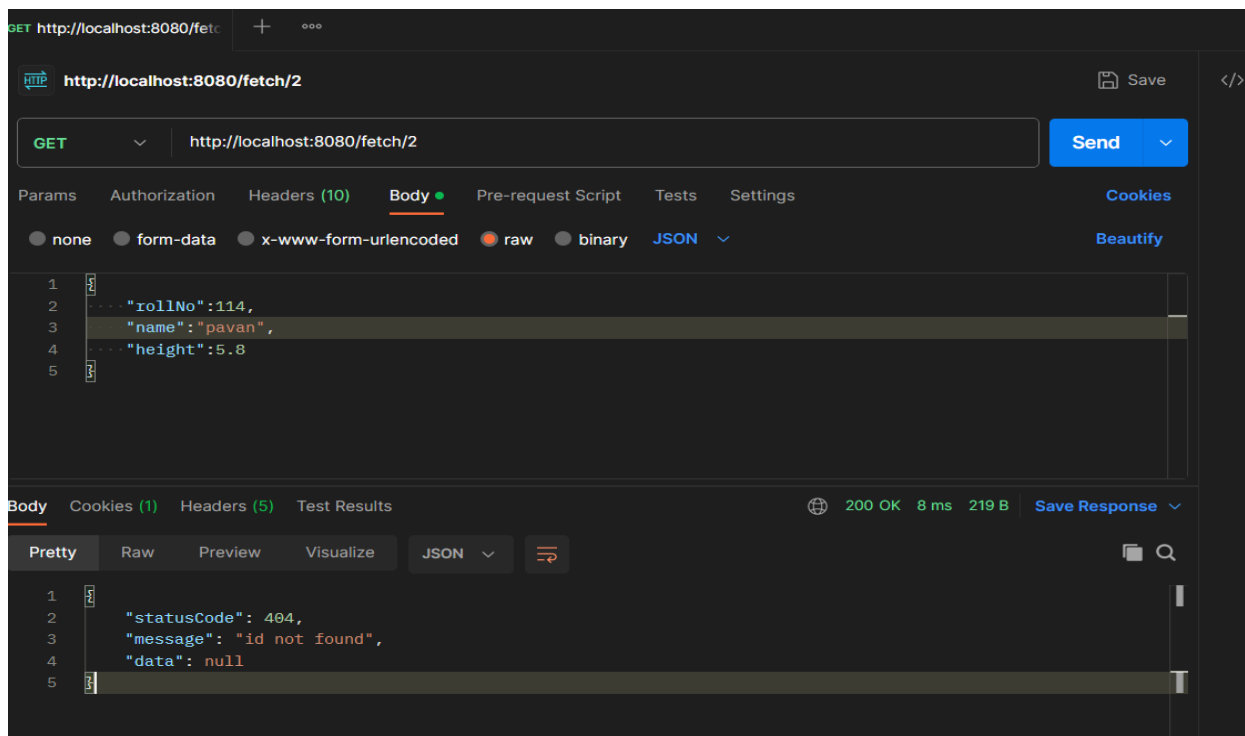 GET http://localhost:8080/fetc
HTTP http://localhost:8080/fetch/2 Save </>
GET http://localhost:8080/fetch/2 Send
Params Authorization Headers (10) Body Pre-request Script Tests Settings Cookies
none form-data x-www-form-urlencoded raw binary JSON Beautify
1 {
2 "rollNo":114,
3 "name":"pavan",
4 "height":5.8
5 }
Body Cookies (1) Headers (5) Test Results 200 OK 8 ms 219 B Save Response
Pretty Raw Preview Visualize JSON
1 {
2 "statusCode": 404,
3 "message": "id not found",
4 "data": null
5 }